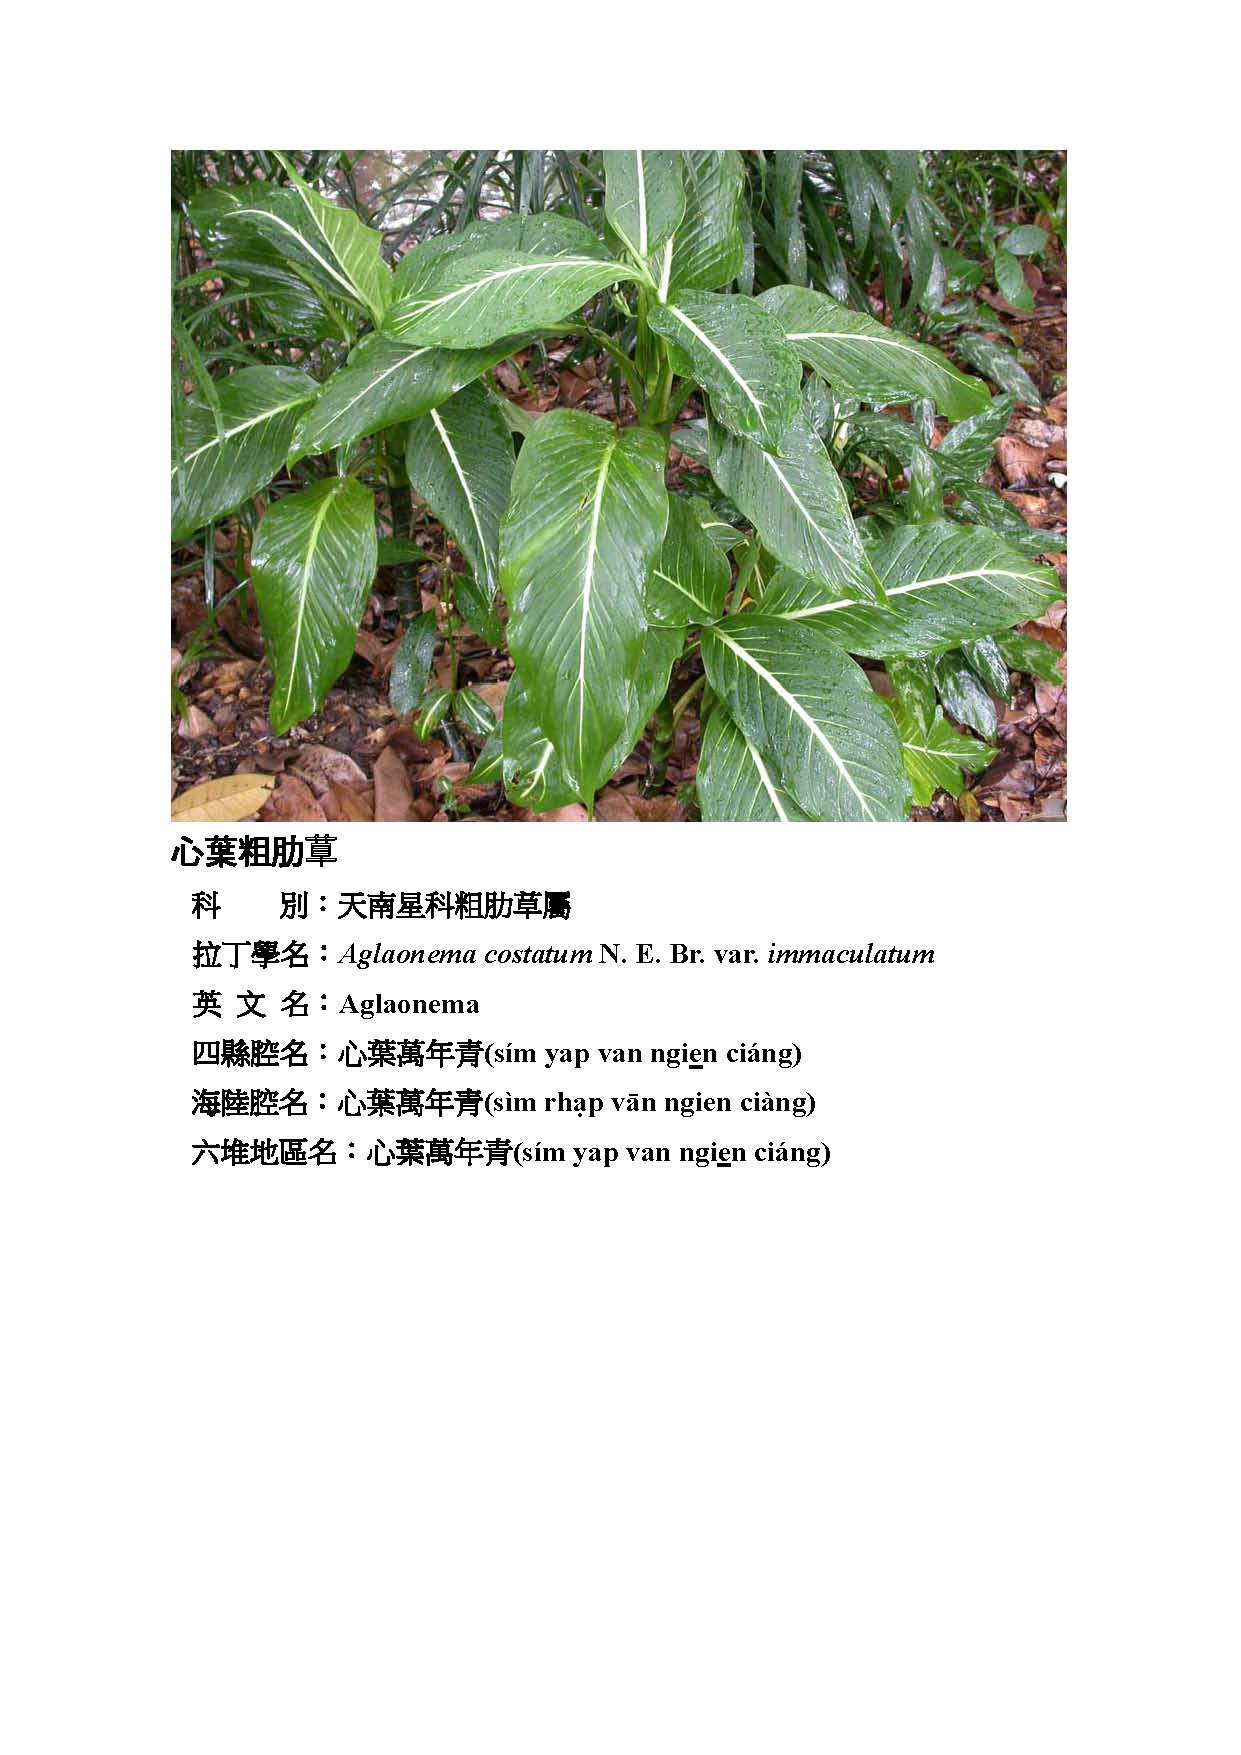 心葉粗肋蕇
科　　別：天南星科粗肋草屬
拉丁學名：Aglaonema costatum N. E. Br. var. immaculatum
英 文 名：Aglaonema
四縣腔名：心葉萬年青(sím yap van ngien ciáng)
海陸腔名：心葉萬年青(sìm rhạp vān ngien ciàng)
六堆地區名：心葉萬年青(sím yap van ngien ciáng)